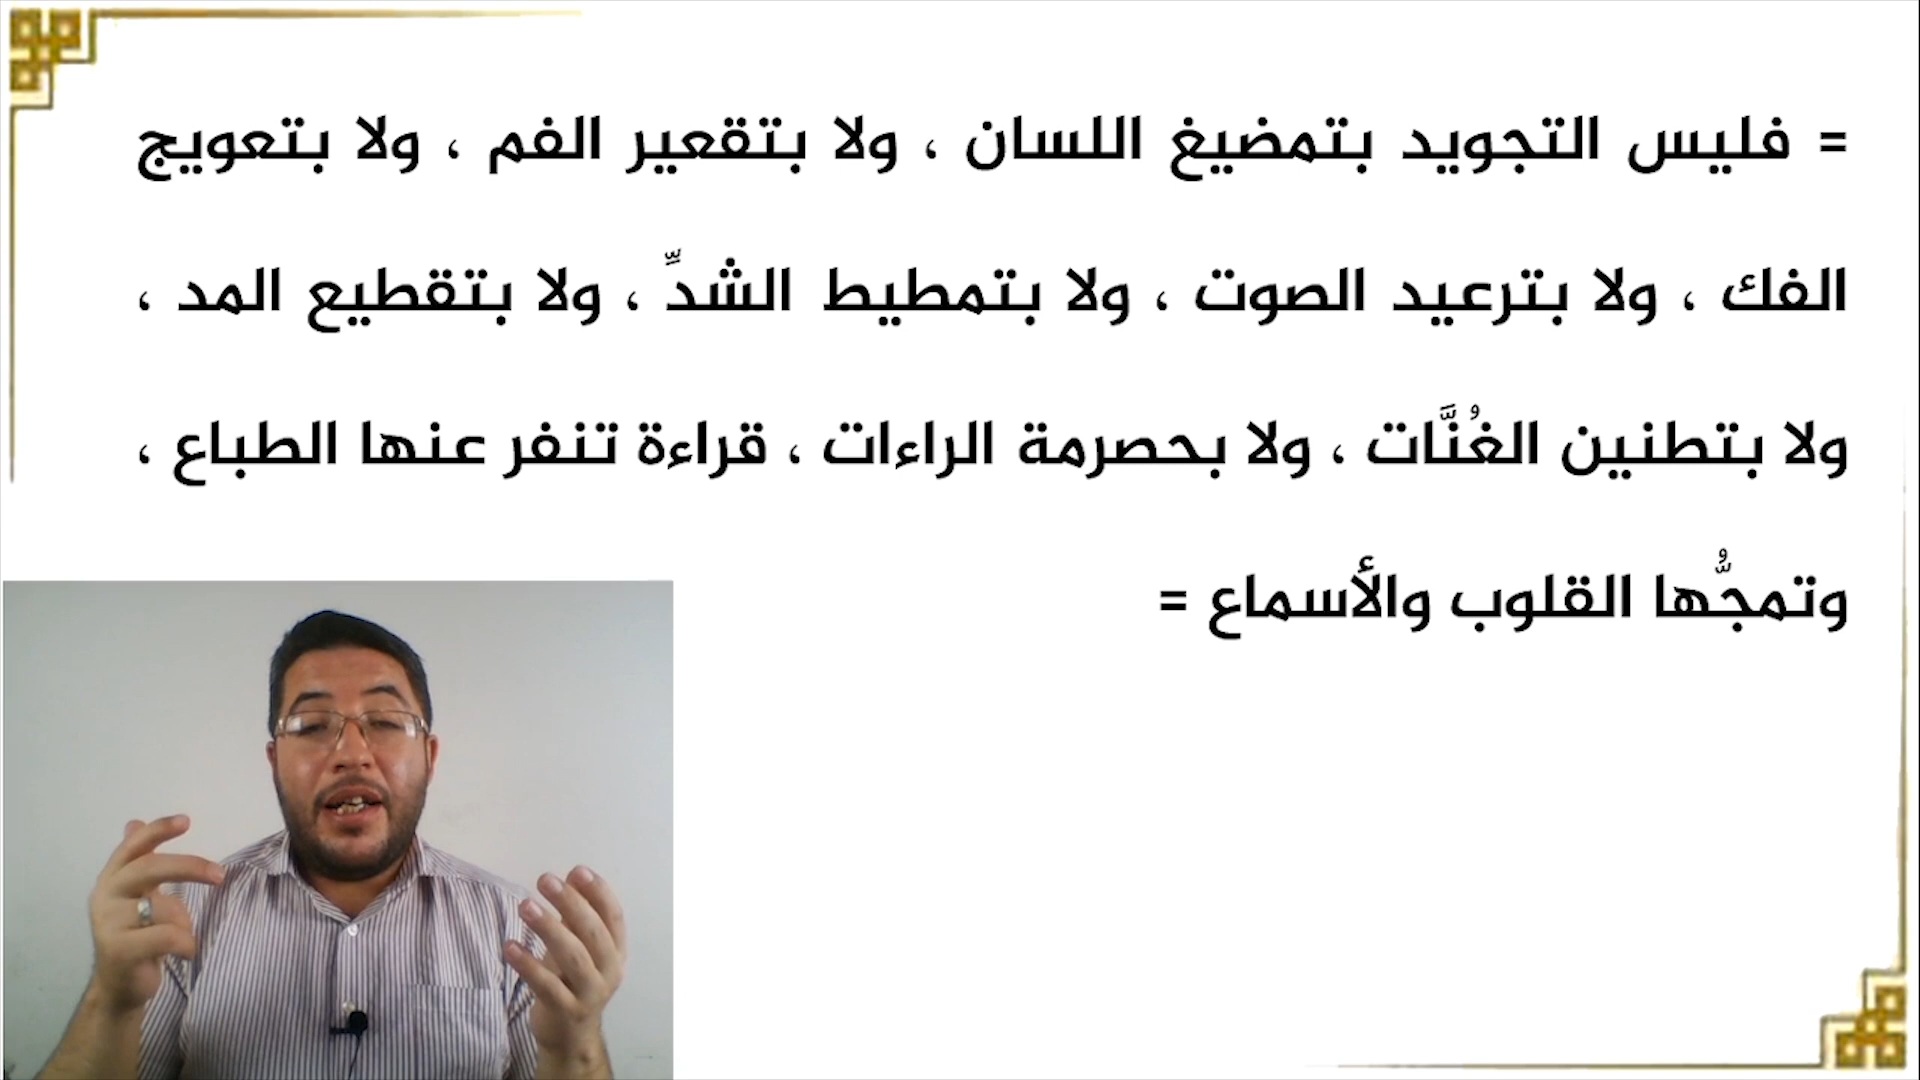 = فليس التجويد بتمضيغ اللسان ، ولا بتقعير الفم ، ولا بتعويج
الفك ، ولا بترعيد الصوت ، ولا بتمطيط الشدِّ ، ولا بتقطيع المد ،
ولا بتطنين الغُنَّات ، ولا بحصرمة الراءات ، قراءة تنفر عنها الطباع ،
وتمجُّها القلوب والأسماع =